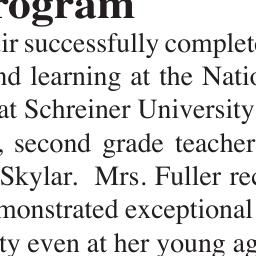 rogram
ir successfully complet
nd learning at the Natio
at Schreiner University
, second grade teacher
Skylar. Mrs. Fuller rec
monstrated exceptional
ty even at her young ag